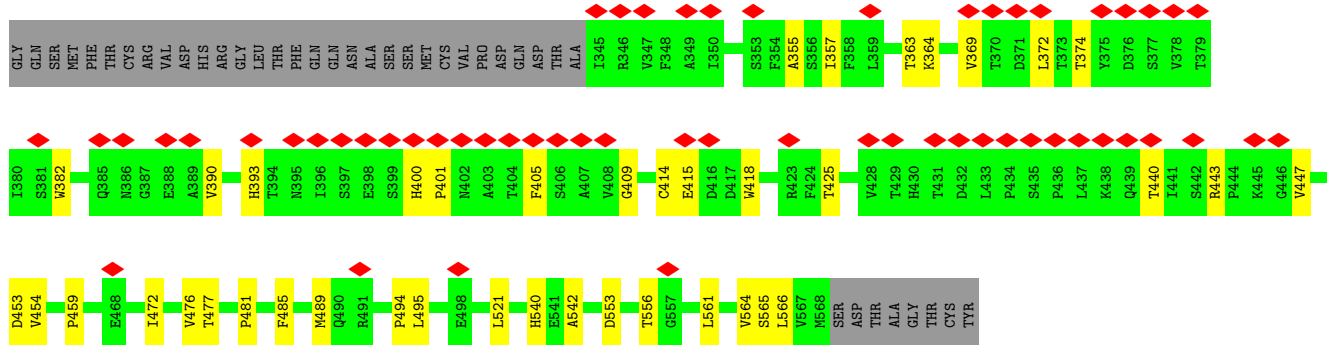 GLY GLN SER MET PHE THR CYS ARG VAL ASP HIS ARG GLY LEU THR PHE GLN GLN ASN ALA SER SER MET CYS VAL PRO ASP GLN ASP THR ALA I345 R346 V347 F348 A349 I350 S353 F354 A355 S356 I357 F358 L359 T363 K364 V369 T370 D371 L372 T373 T374 Y375 D376 S377 V378 T379
I380 S381 W382 Q385 N386 G387 E388 A389 V390 H393 T394 N395 I396 S397 E398 S399 H400 P401 N402 A403 T404 F405 S406 A407 V408 G409 C414 E415 D416 D417 W418 R423 F424 T425 V428 T429 H430 T431 D432 L433 P434 S435 P436 L437 K438 Q439 T440 I441 S442 R443 P444 K445 G446 V447
D453 V454 P459 E468 I472 V476 T477 P481 F485 M489 Q490 R491 P494 L495 E498 L521 H540 E541 A542 D553 T556 G557 L561 V564 S565 L566 V567 M568 SER ASP THR ALA GLY THR CYS TYR